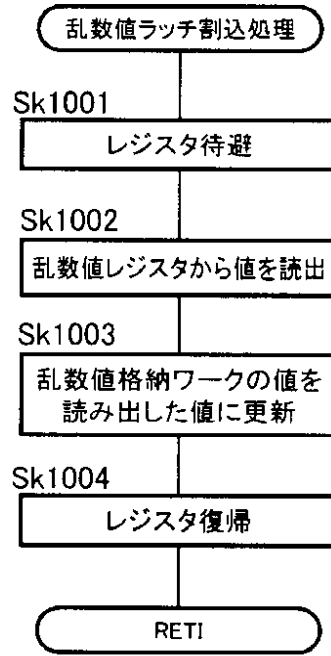 乱数値ラッチ割込処理
Sk1001
レジスタ待避
Sk1002
乱数値レジスタから値を読出
Sk1003
乱数値格納ワークの値を
読み出した値に更新
Sk1004
レジスタ復帰
RETI